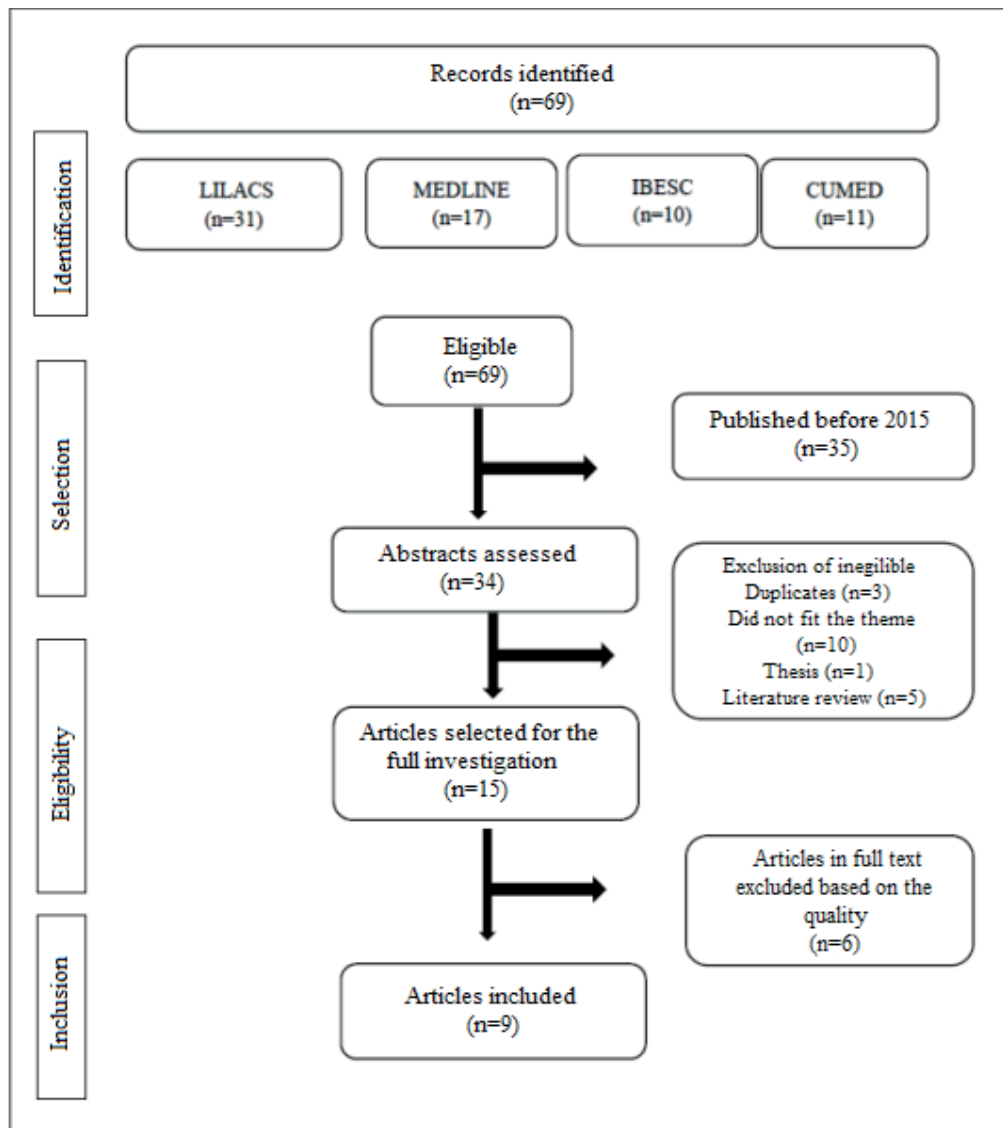 Records identified
(n=69)
Identification
LILACS
(n=31)
MEDLINE
(n=17)
IBESC
(n=10)
CUMED
(n=11)
Selection
Eligible
(n=69)
Published before 2015
(n=35)
Abstracts assessed
(n=34)
Exclusion of inegilible
Duplicates (n=3)
Did not fit the theme
(n=10)
Thesis (n=1)
Literature review (n=5)
Eligibility
Articles selected for the
full investigation
(n=15)
Articles in full text
excluded based on the
quality
(n=6)
Inclusion
Articles included
(n=9)